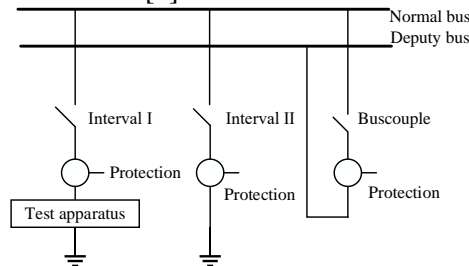 Normal bus
Deputy bus
Interval I
Interval II
Buscouple
Protection
Protection
Protection
Test apparatus